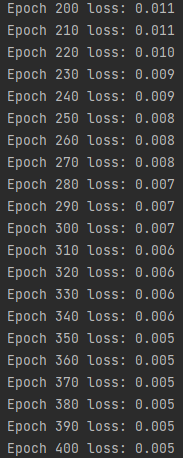 Epoch 200 loss: 0.011
Epoch 210 loss: 0.011
Epoch 220 loss: 0.010
Epoch 230 loss: 0.009
Epoch 240 loss: 0.009
Epoch 250 loss: 0.008
Epoch 260 loss: 0.008
Epoch 270 loss: 0.008
Epoch 280 loss: 0.007
Epoch 290 loss: 0.007
Epoch 300 loss: 0.007
Epoch 310 loss: 0.006
Epoch 320 loss: 0.006
Epoch 330 loss: 0.006
Epoch 340 loss: 0.006
Epoch 350 loss: 0.005
Epoch 360 loss: 0.005
Epoch 370 loss: 0.005
Epoch 380 loss: 0.005
Epoch 390 loss: 0.005
Epoch 400 loss: 0.005